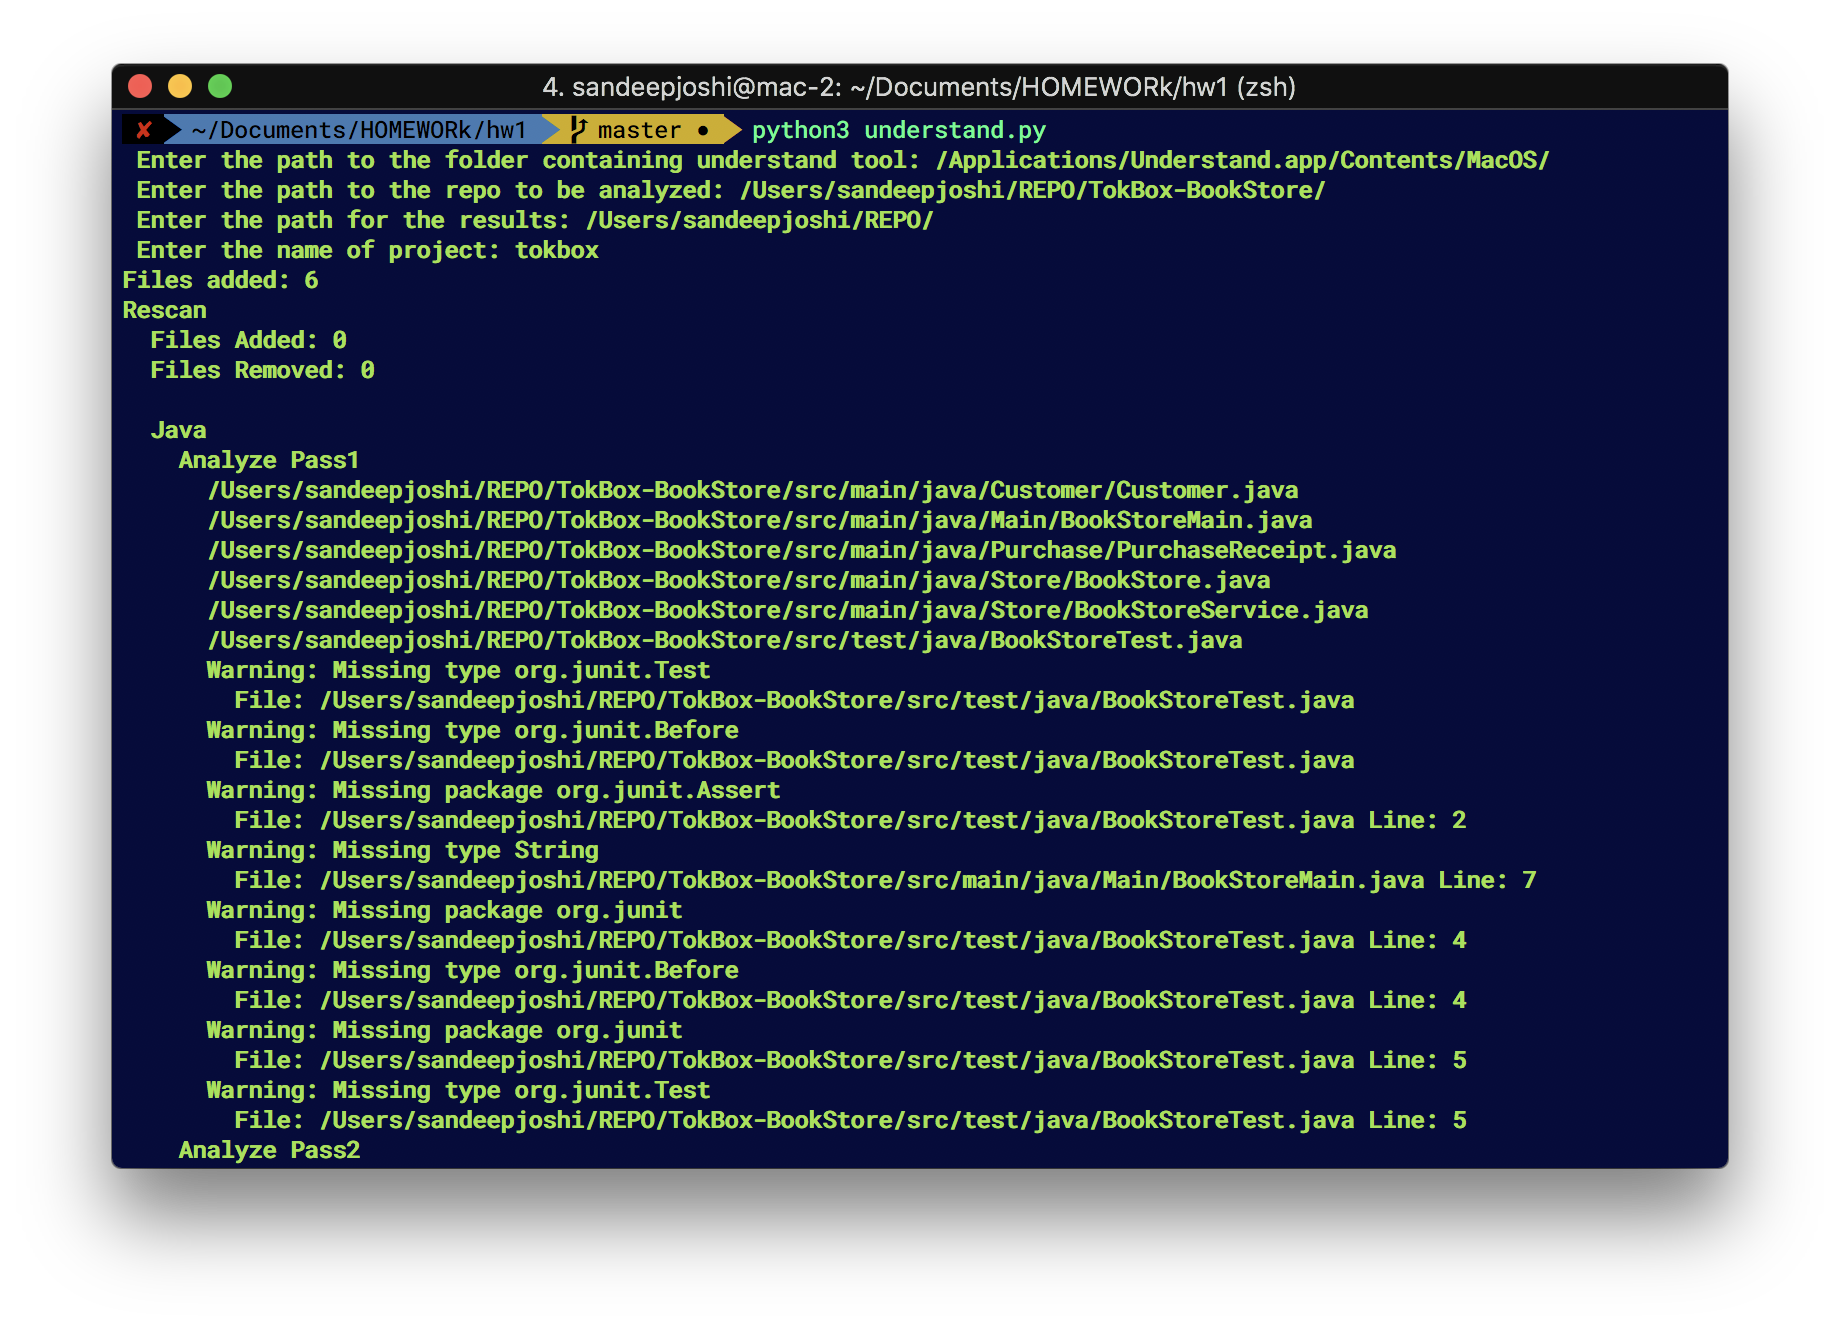 4. sandeepjoshi@mac-2: ~/Documents/HOMEWORk/hw1 (zsh)
✘ ~/Documents/HOMEWORk/hw1 master • python3 understand.py
Enter the path to the folder containing understand tool: /Applications/Understand.app/Contents/MacOS/
Enter the path to the repo to be analyzed: /Users/sandeepjoshi/REPO/TokBox-BookStore/
Enter the path for the results: /Users/sandeepjoshi/REPO/
Enter the name of project: tokbox
Files added: 6
Rescan
Files Added: 0
Files Removed: 0
Java
Analyze Pass1
/Users/sandeepjoshi/REPO/TokBox-BookStore/src/main/java/Customer/Customer.java
/Users/sandeepjoshi/REPO/TokBox-BookStore/src/main/java/Main/BookStoreMain.java
/Users/sandeepjoshi/REPO/TokBox-BookStore/src/main/java/Purchase/PurchaseReceipt.java
/Users/sandeepjoshi/REPO/TokBox-BookStore/src/main/java/Store/BookStore.java
/Users/sandeepjoshi/REPO/TokBox-BookStore/src/main/java/Store/BookStoreService.java
/Users/sandeepjoshi/REPO/TokBox-BookStore/src/test/java/BookStoreTest.java
Warning: Missing type org.junit.Test
File: /Users/sandeepjoshi/REPO/TokBox-BookStore/src/test/java/BookStoreTest.java
Warning: Missing type org.junit.Before
File: /Users/sandeepjoshi/REPO/TokBox-BookStore/src/test/java/BookStoreTest.java
Warning: Missing package org.junit.Assert
File: /Users/sandeepjoshi/REPO/TokBox-BookStore/src/test/java/BookStoreTest.java Line: 2
Warning: Missing type String
File: /Users/sandeepjoshi/REPO/TokBox-BookStore/src/main/java/Main/BookStoreMain.java Line: 7
Warning: Missing package org.junit
File: /Users/sandeepjoshi/REPO/TokBox-BookStore/src/test/java/BookStoreTest.java Line: 4
Warning: Missing type org.junit.Before
File: /Users/sandeepjoshi/REPO/TokBox-BookStore/src/test/java/BookStoreTest.java Line: 4
Warning: Missing package org.junit
File: /Users/sandeepjoshi/REPO/TokBox-BookStore/src/test/java/BookStoreTest.java Line: 5
Warning: Missing type org.junit.Test
File: /Users/sandeepjoshi/REPO/TokBox-BookStore/src/test/java/BookStoreTest.java Line: 5
Analyze Pass2